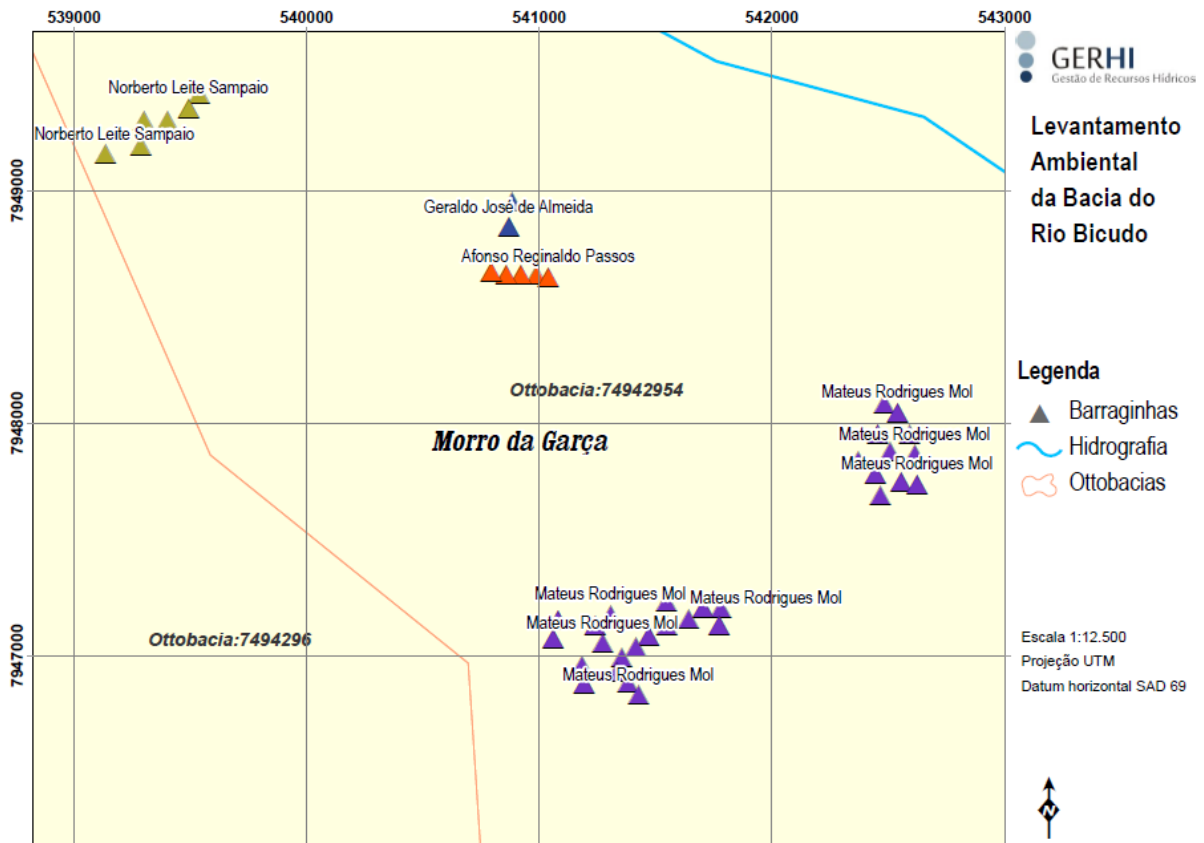 539000 540000 541000 542000 543000
GERHI
Gestão de Recursos Hídricos
Levantamento
Ambiental
da Bacia do
Rio Bicudo
Norberto Leite Sampaio
Norberto Leite Sampaio
7949000
Geraldo José de Almeida
Afonso Reginaldo Passos
Ottobacia:74942954
Mateus Rodrigues Mol
7948000
Morro da Garça
Mateus Rodrigues Mol
Mateus Rodrigues Mol
Mateus Rodrigues Mol
Mateus Rodrigues Mol
Mateus Rodrigues Mol
Ottobacia:7494296
7947000
Mateus Rodrigues Mol
Legenda
Barraginhas
Hidrografia
Ottobacias
Escala 1:12.500
Projeção UTM
Datum horizontal SAD 69
N